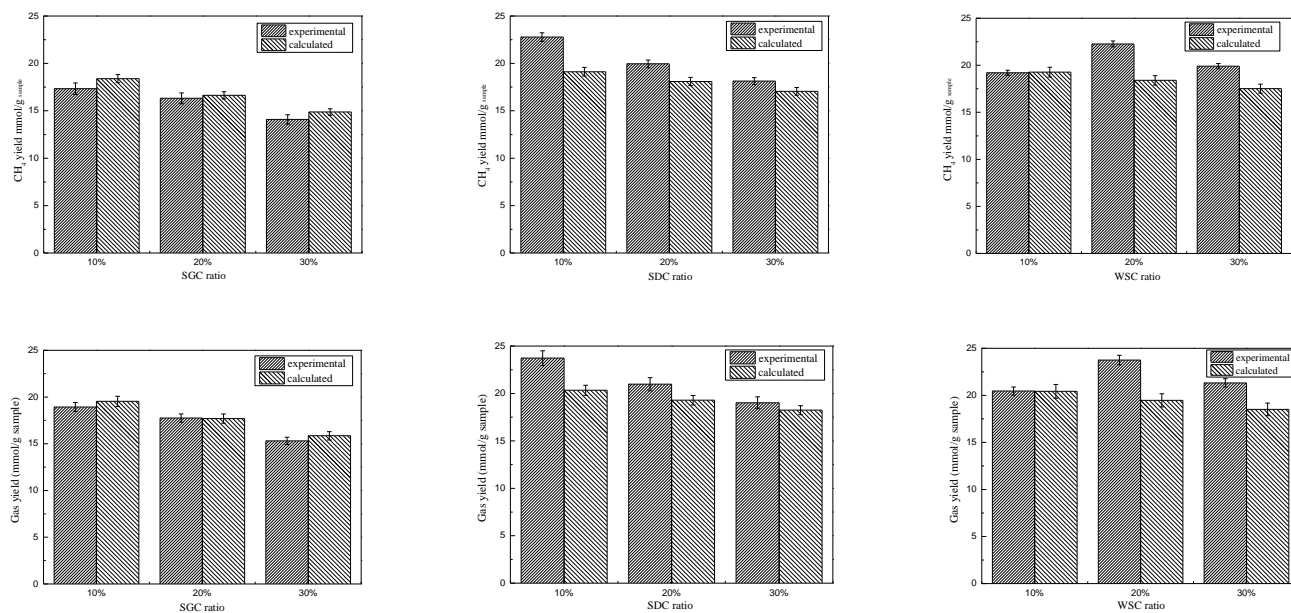 25
20
15
10
5
0
CH4 yield mmol/g sample
experimental
calculated
10% 20% 30%
SGC ratio
25
20
15
10
5
0
CH4 yield mmol/g sample
experimental
calculated
10% 20% 30%
SDC ratio
25
20
15
10
5
0
CH4 yield mmol/g sample
experimental
calculated
10% 20% 30%
WSC ratio
25
20
15
10
5
0
Gas yield (mmol/g sample)
experimental
calculated
10% 20% 30%
SGC ratio
25
20
15
10
5
0
Gas yield (mmol/g sample)
experimental
calculated
10% 20% 30%
SDC ratio
25
20
15
10
5
0
Gas yield (mmol/g sample)
experimental
calculated
10% 20% 30%
WSC ratio